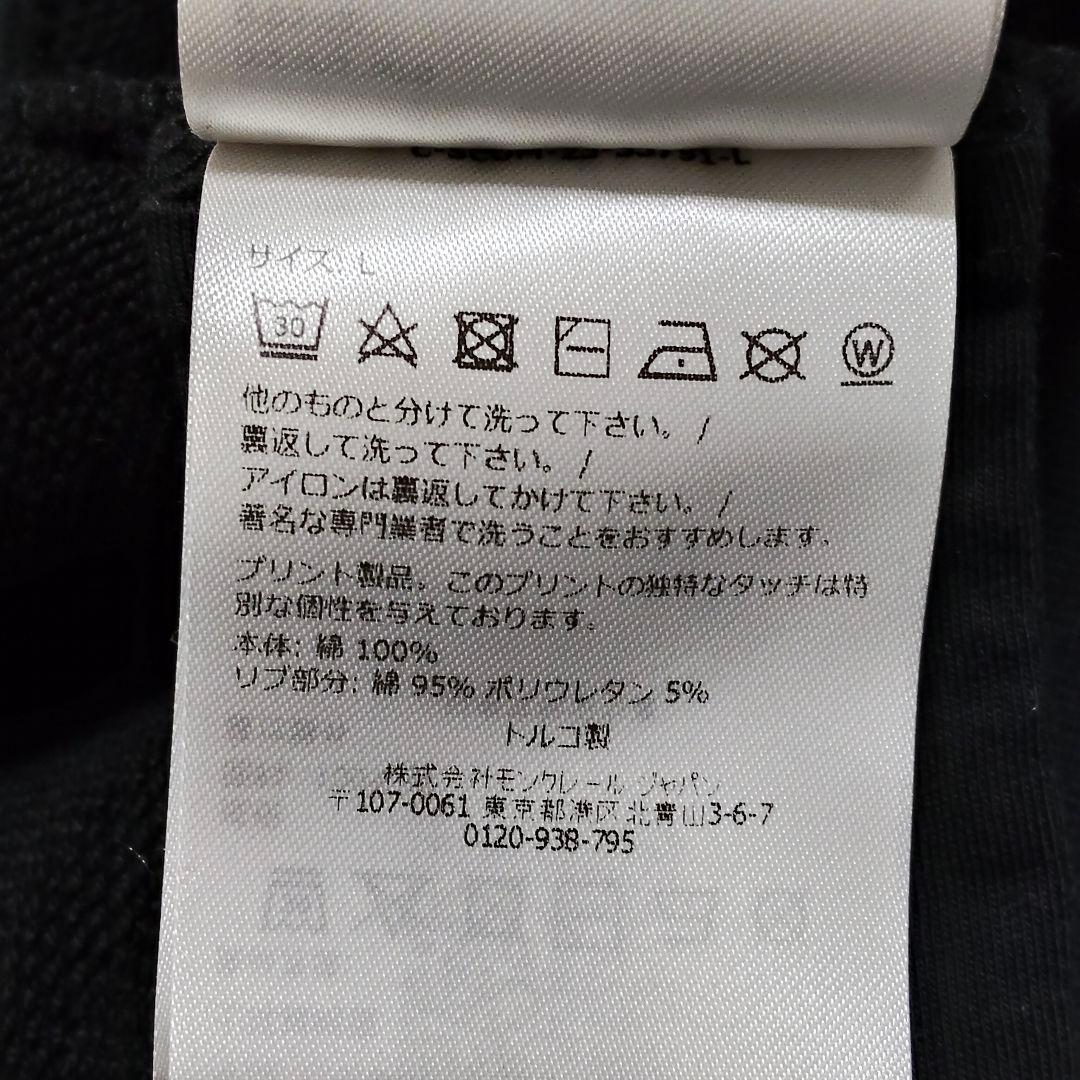 サイズ: L
30
W
他のものと分けて洗って下さい。/
裏返して洗って下さい。/
アイロンは裏返してかけて下さい。/
著名な専門業者で洗うことをおすすめします。
プリント製品。このプリントの独特なタッチは特
別な個性を与えております。
本体: 綿 100%
リブ部分: 綿 95% ポリウレタン 5%
トルコ製
株式会社モンクレール ジャパン
〒107-0061 東京都港区北青山3-6-7
0120-938-795